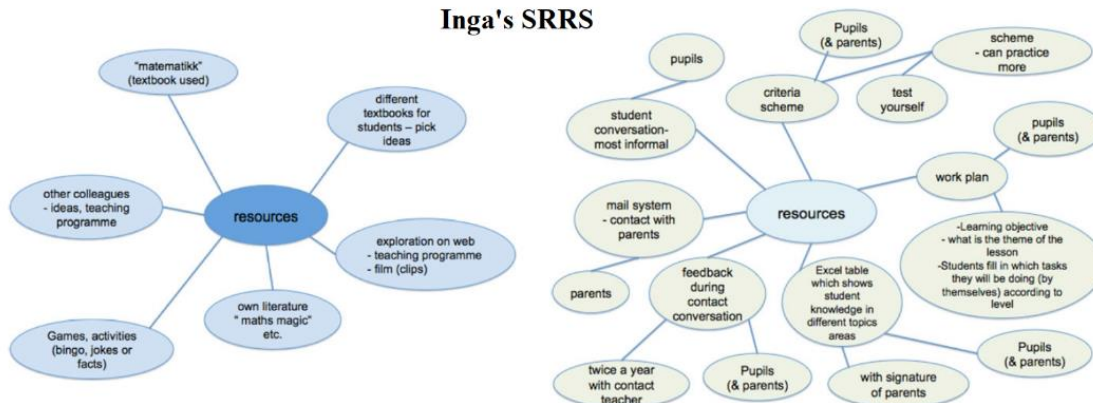 Inga's SRRS
"matematikk"
(textbook used)
different
textbooks for
students – pick
ideas
other colleagues
- ideas, teaching
programme
resources
exploration on web
- teaching programme
- film (clips)
own literature
" maths magic"
etc.
Games, activities
(bingo, jokes or
facts)
pupils
Pupils
(& parents)
scheme
- can practice
more
criteria
scheme
test
yourself
student
conversation-
most informal
pupils
(& parents)
work plan
mail system
- contact with
parents
resources
-Learning objective
- what is the theme of the
lesson
-Students fill in which tasks
they will be doing (by
themselves) according to
level
parents
feedback
during
contact
conversation
Excel table
which shows
student
knowledge in
different topics
areas
twice a year
with contact
teacher
Pupils
(& parents)
with signature
of parents
Pupils
(& parents)